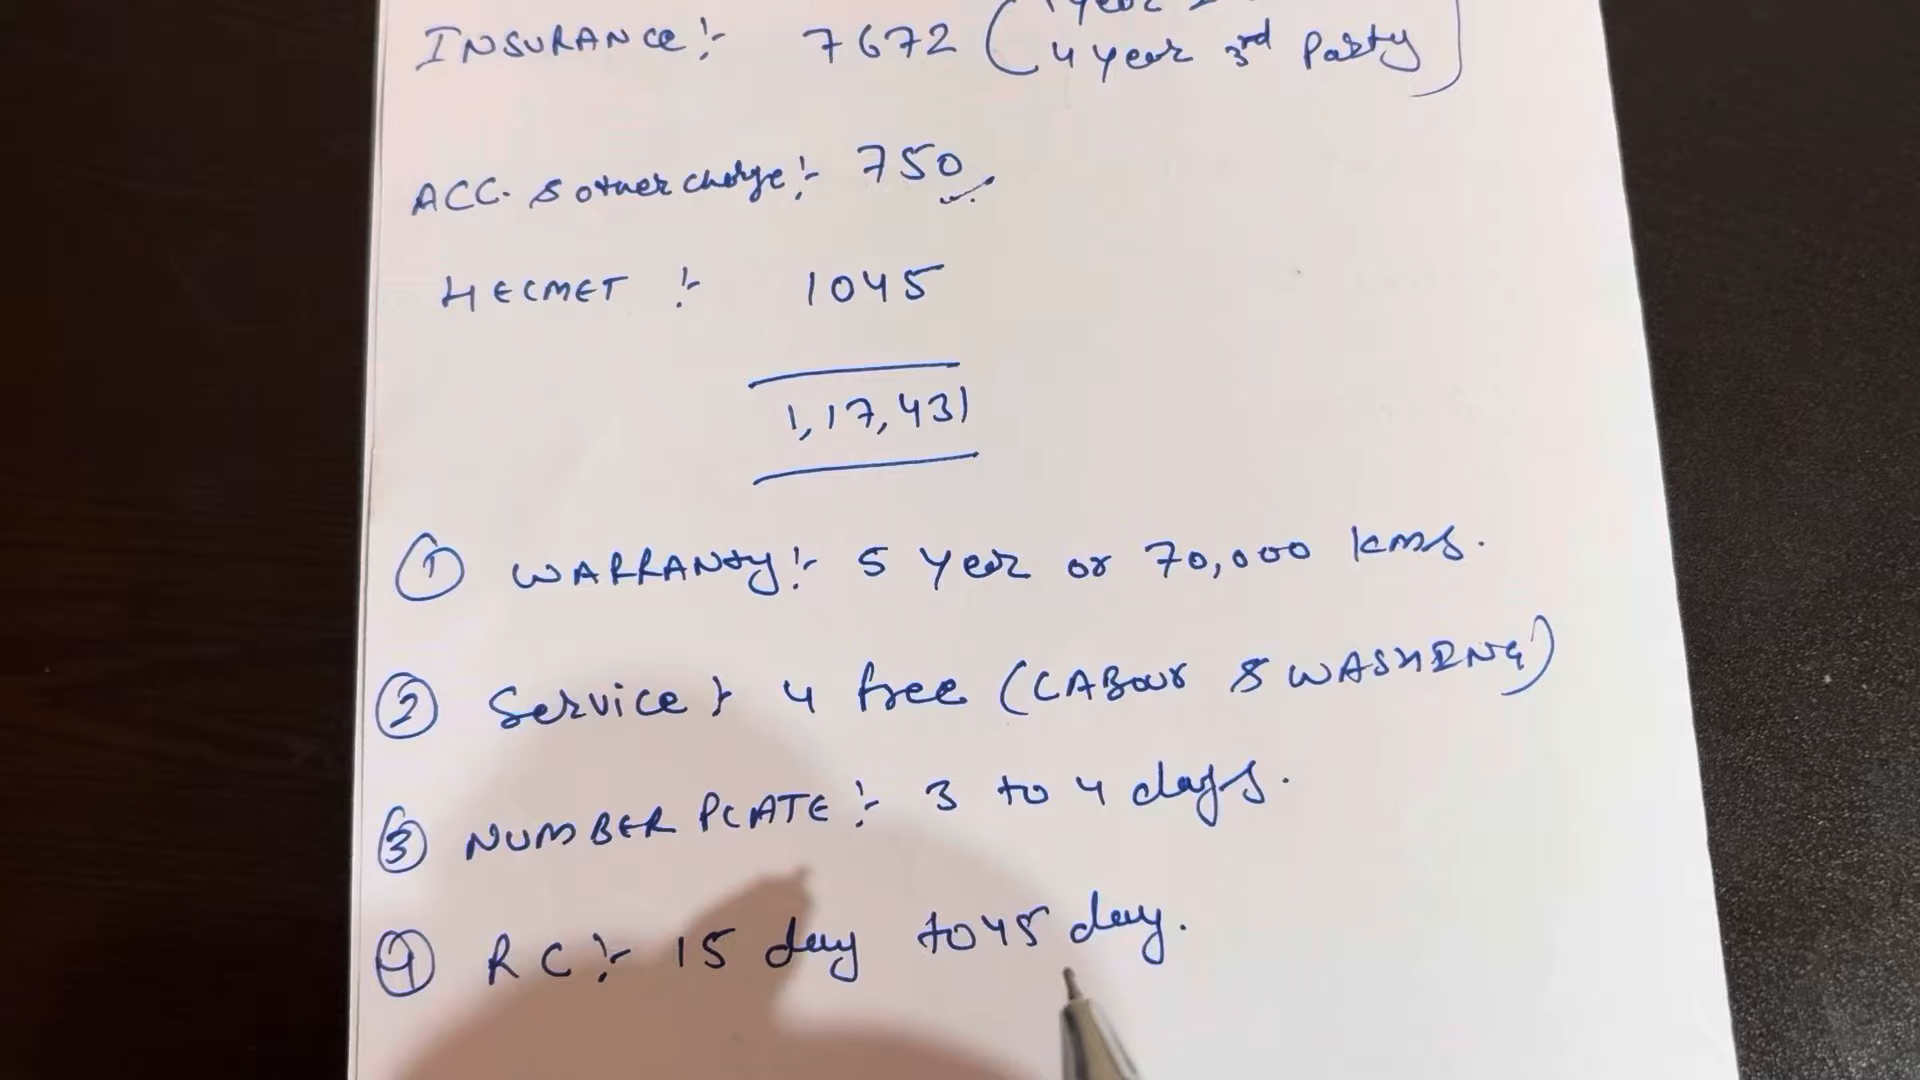 INSURANCE :- 7672 (1 year
4 year 3rd Party)
ACC. & other charge :- 750
HELMET :- 1045
1,17,431
① WARRANty :- 5 Year or 70,000 kms.
② Service :- 4 free (LABour & WASHING)
③ NUMBER PLATE :- 3 to 4 days.
④ RC :- 15 day to 45 day.